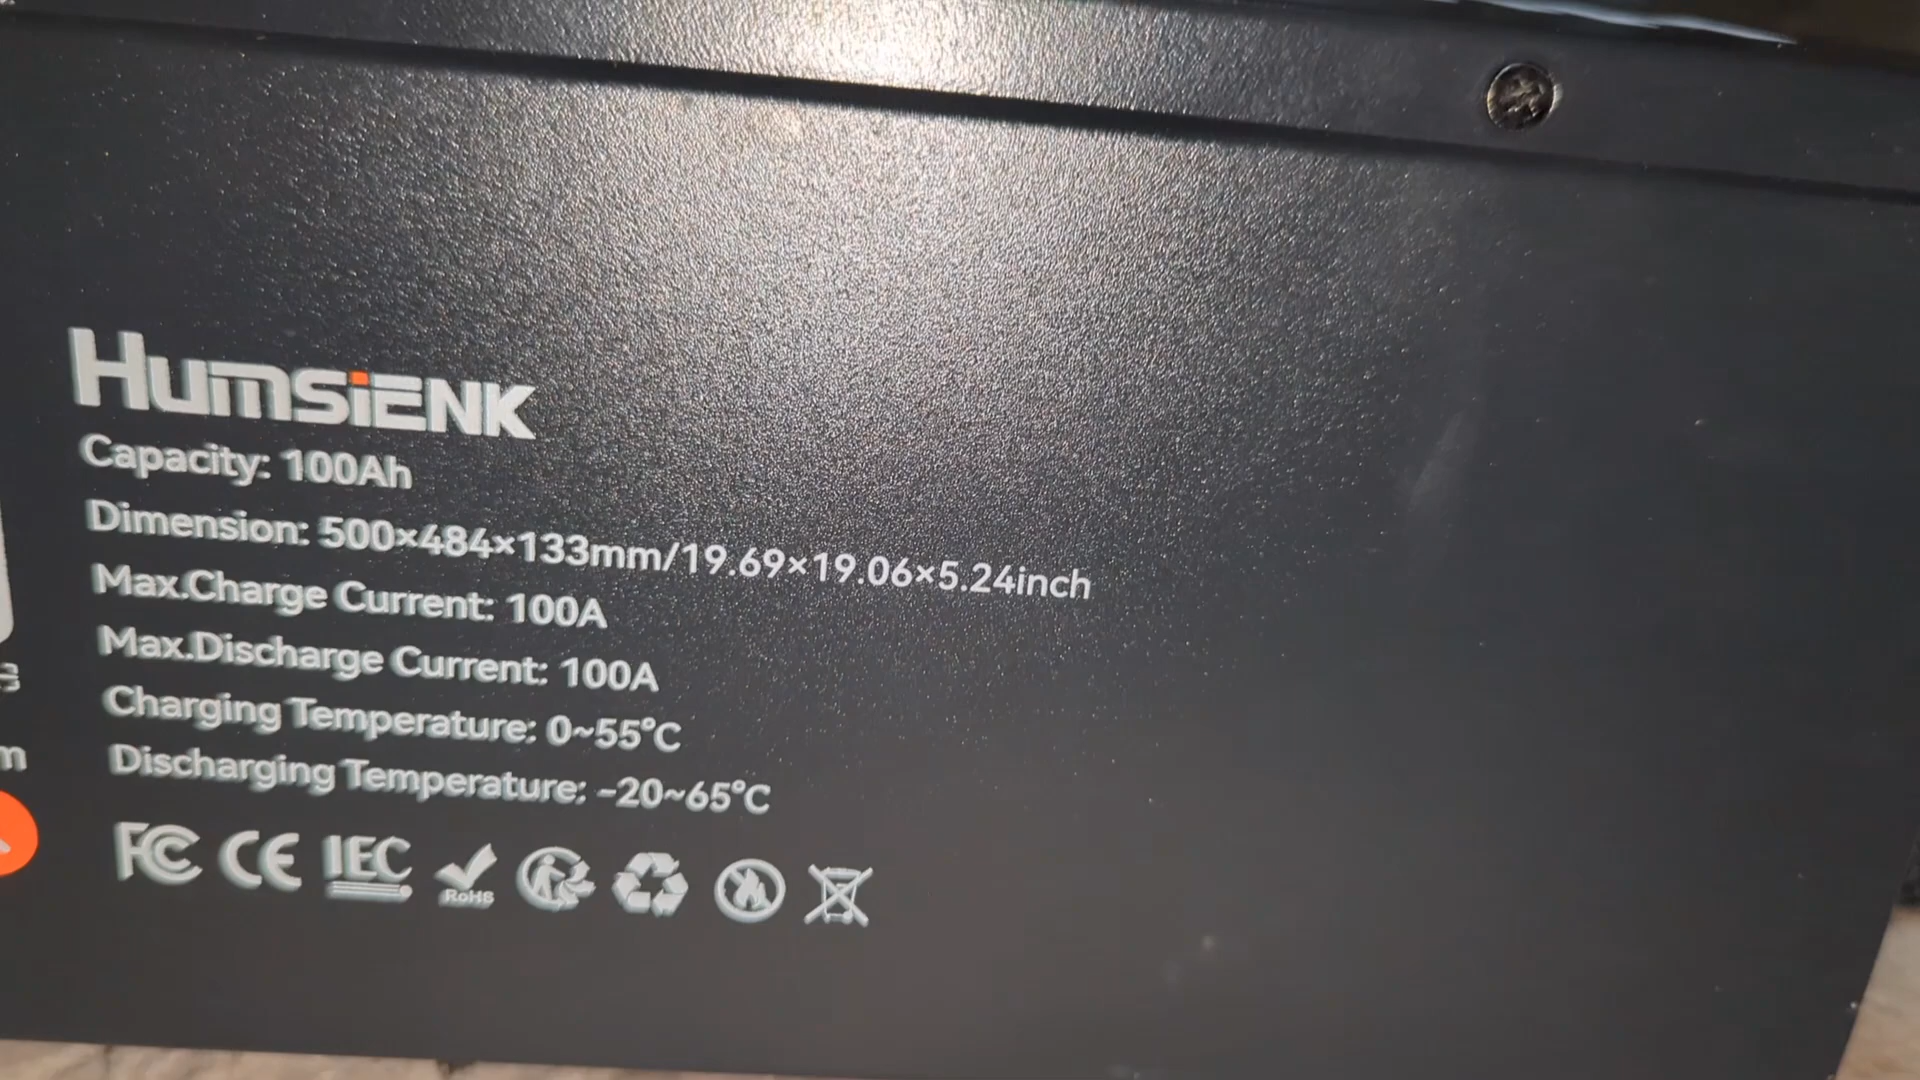 HUMSiENK
Capacity: 100Ah
Dimension: 500×484×133mm/19.69×19.06×5.24inch
Max.Charge Current: 100A
Max.Discharge Current: 100A
Charging Temperature: 0~55°C
Discharging Temperature: -20~65°C
FC CE IEC RoHS
m